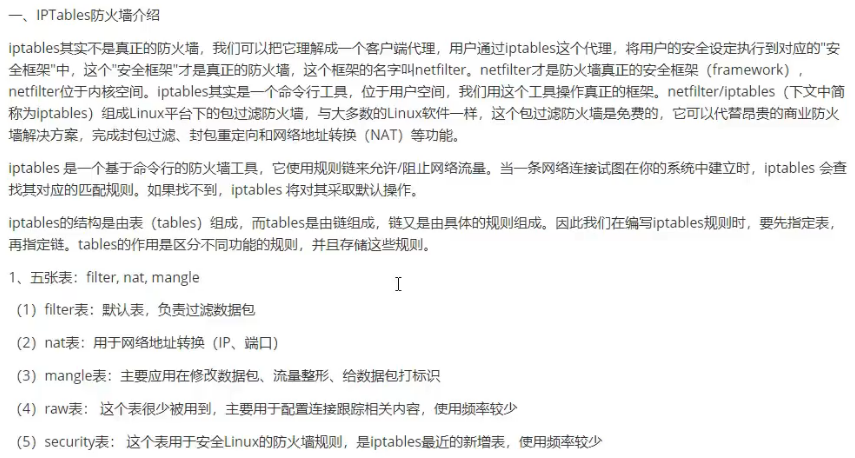 一、IPTables防火墙介绍
iptables其实不是真正的防火墙，我们可以把它理解成一个客户端代理，用户通过iptables这个代理，将用户的安全设定执行到对应的"安
全框架"中，这个"安全框架"才是真正的防火墙，这个框架的名字叫netfilter。netfilter才是防火墙真正的安全框架（framework），
netfilter位于内核空间。iptables其实是一个命令行工具，位于用户空间，我们用这个工具操作真正的框架。netfilter/iptables（下文中简
称为iptables）组成Linux平台下的包过滤防火墙，与大多数的Linux软件一样，这个包过滤防火墙是免费的，它可以代替昂贵的商业防火
墙解决方案，完成封包过滤、封包重定向和网络地址转换（NAT）等功能。
iptables 是一个基于命令行的防火墙工具，它使用规则链来允许/阻止网络流量。当一条网络连接试图在你的系统中建立时，iptables 会查
找其对应的匹配规则。如果找不到，iptables 将对其采取默认操作。
iptables的结构是由表（tables）组成，而tables是由链组成，链又是由具体的规则组成。因此我们在编写iptables规则时，要先指定表，
再指定链。tables的作用是区分不同功能的规则，并且存储这些规则。
1、五张表：filter, nat, mangle
（1）filter表：默认表，负责过滤数据包
（2）nat表：用于网络地址转换（IP、端口）
（3）mangle表：主要应用在修改数据包、流量整形、给数据包打标识
（4）raw表： 这个表很少被用到，主要用于配置连接跟踪相关内容，使用频率较少
（5）security表： 这个表用于安全Linux的防火墙规则，是iptables最近的新增表，使用频率较少